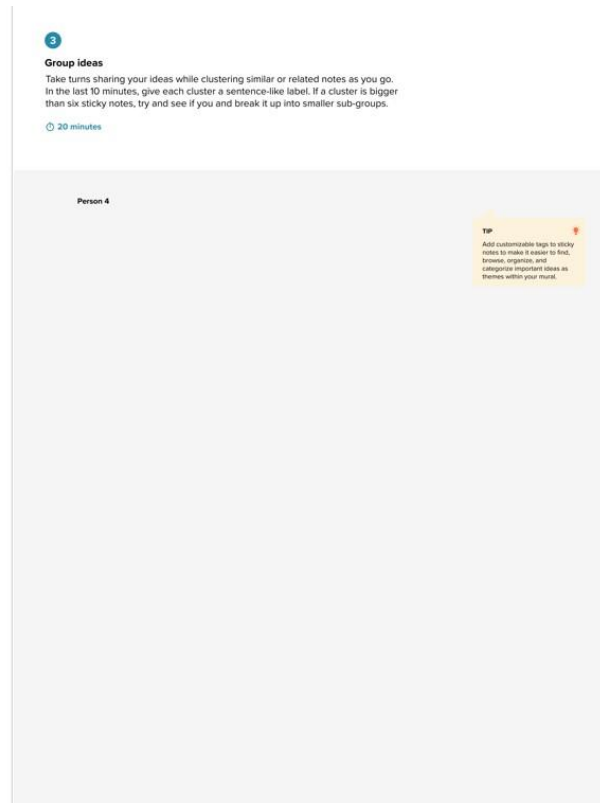 3
Group ideas
Take turns sharing your ideas while clustering similar or related notes as you go.
In the last 10 minutes, give each cluster a sentence-like label. If a cluster is bigger
than six sticky notes, try and see if you and break it up into smaller sub-groups.
20 minutes
Person 4
TIP
Add customizable tags to sticky
notes to make it easier to find,
browse, organize, and
categorize important ideas as
themes within your mural.